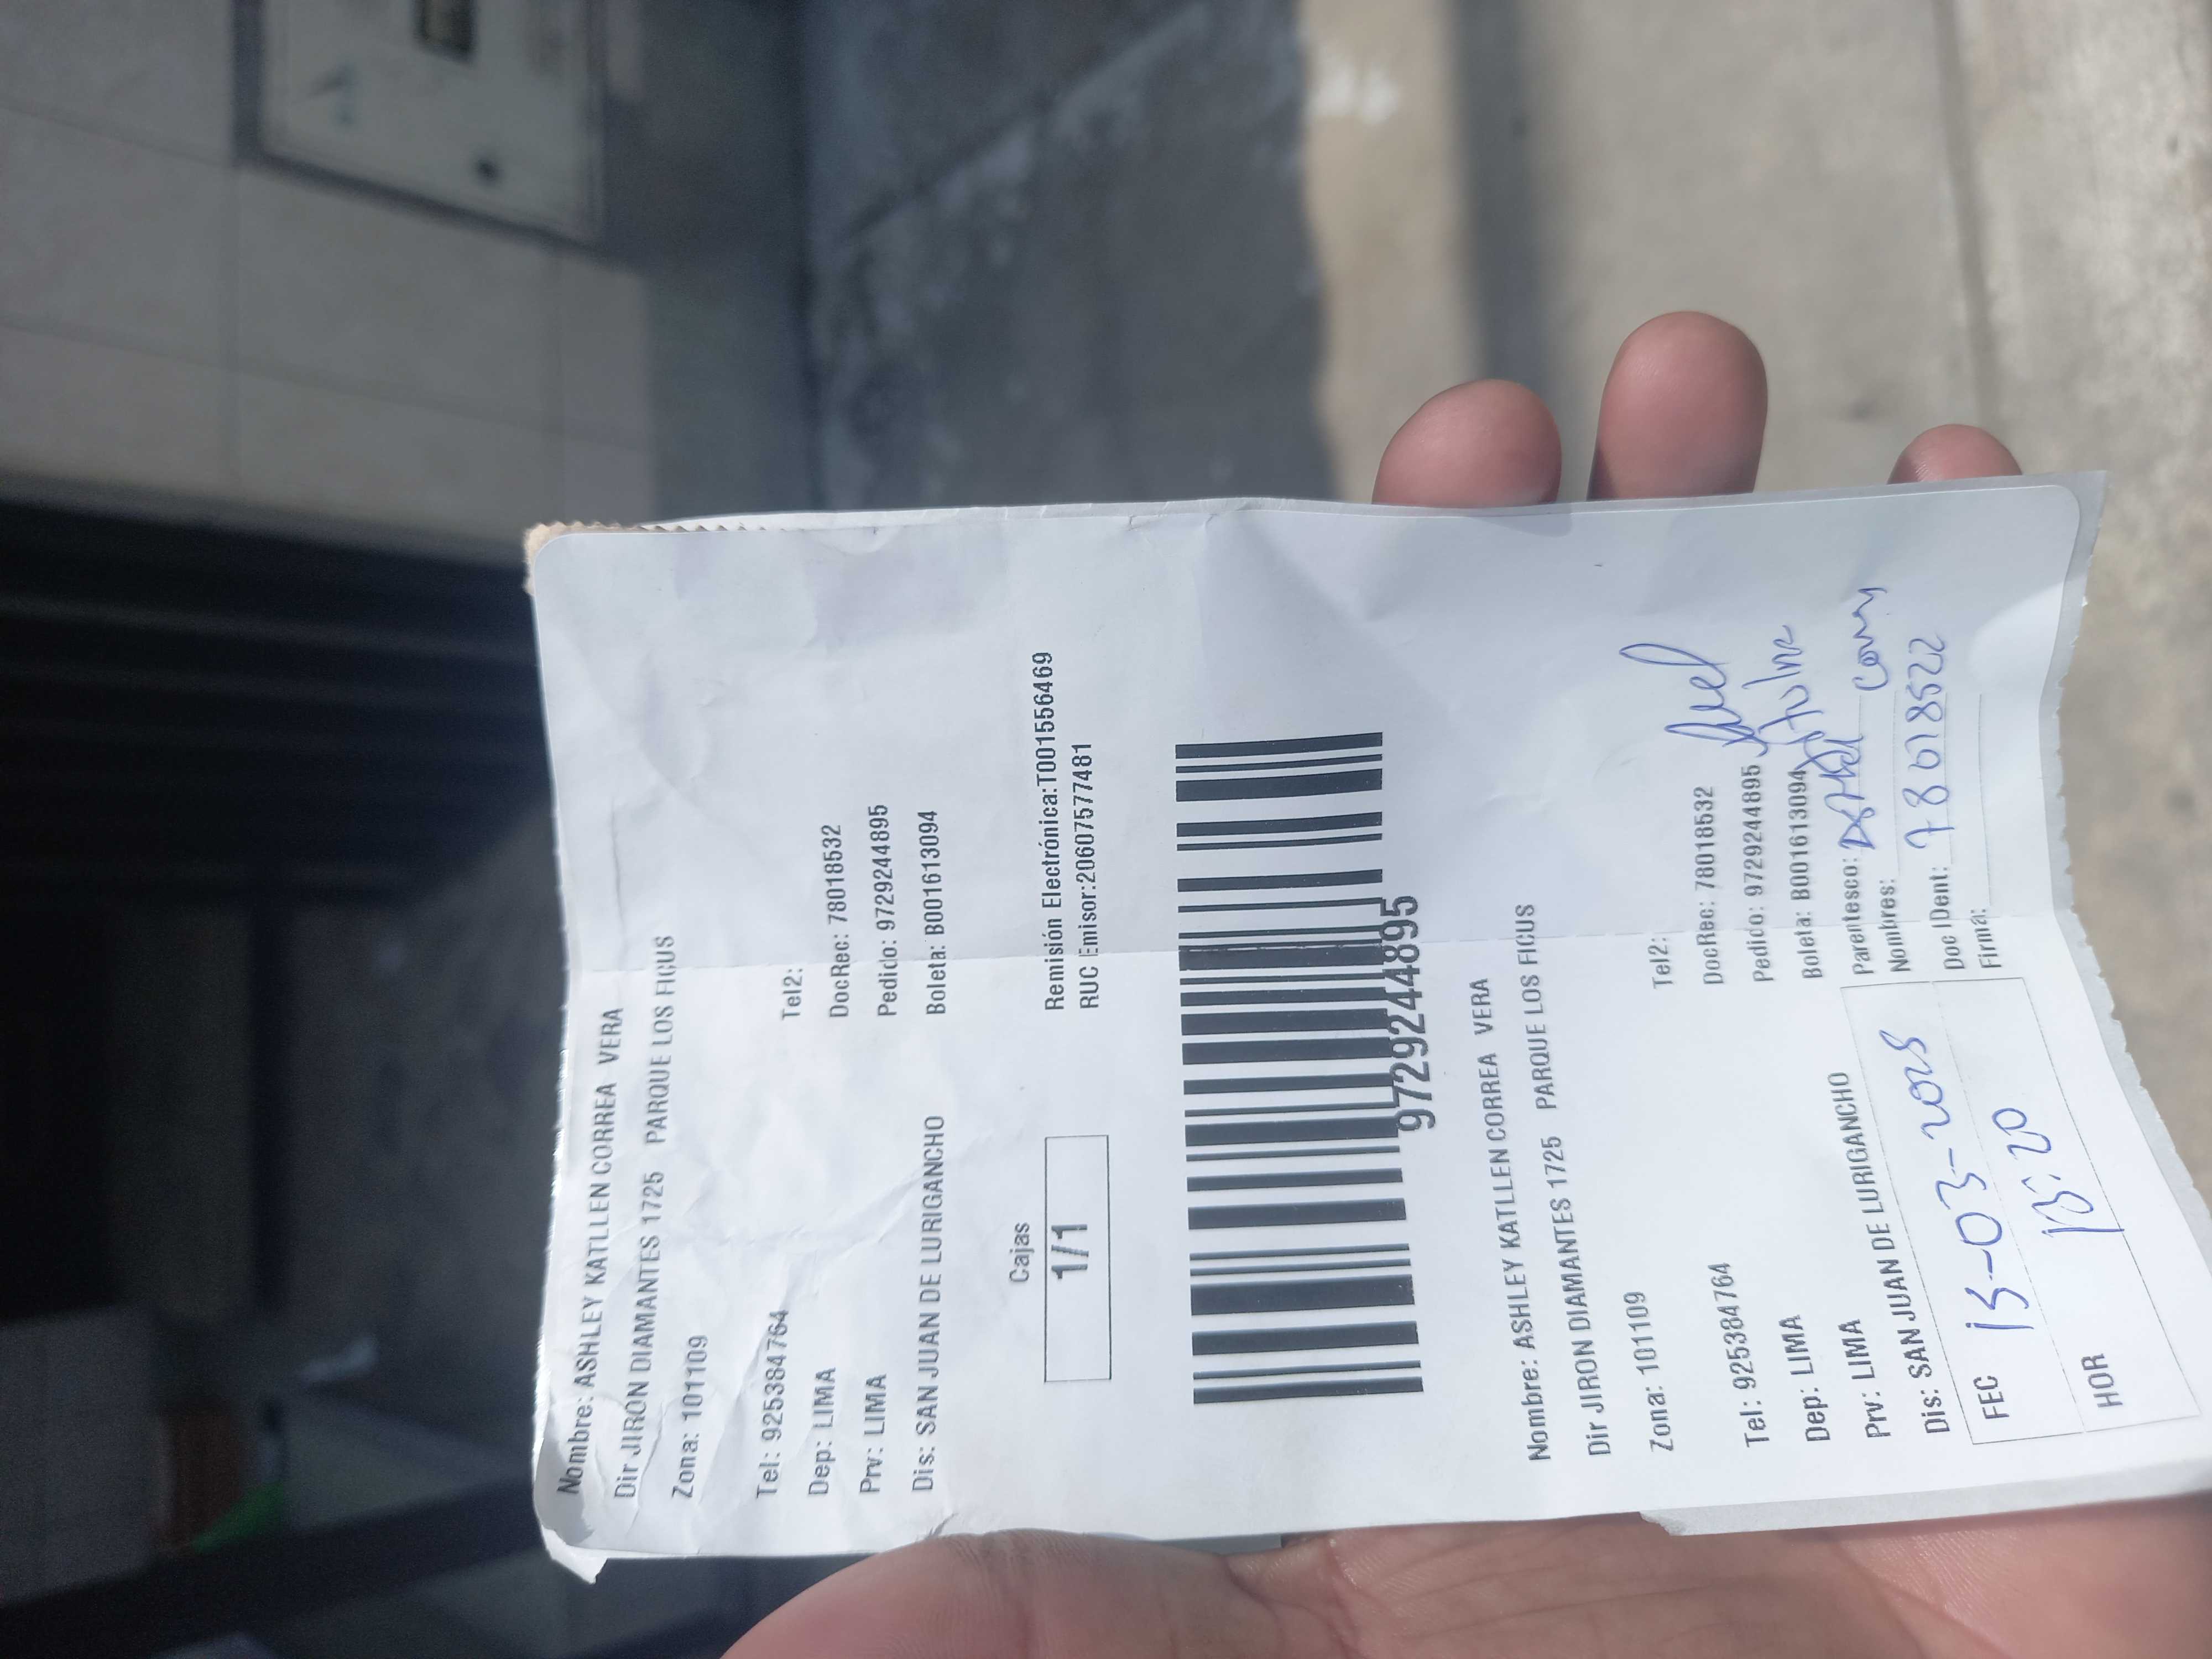 Nombre: ASHLEY KATLLEN CORREA VERA
Dir JIRON DIAMANTES 1725 PARQUE LOS FICUS
Zona: 101109
Tel: 925384764 Tel2:
Dep: LIMA DocRec: 78018532
Prv: LIMA Pedido: 9729244895
Dis: SAN JUAN DE LURIGANCHO Boleta: B001613094
Cajas
1/1
Remisión Electrónica:T001556469
RUC Emisor:20607577481
9729244895
Nombre: ASHLEY KATLLEN CORREA VERA
Dir JIRON DIAMANTES 1725 PARQUE LOS FICUS
Zona: 101109
Tel: 925384764 Tel2:
Dep: LIMA DocRec: 78018532
Prv: LIMA Pedido: 9729244895
Dis: SAN JUAN DE LURIGANCHO Boleta: B001613094
Parentesco:
Nombres:
FEC 15-03-2025 Doc IDent: 78018522
Firma:
HOR 13:20